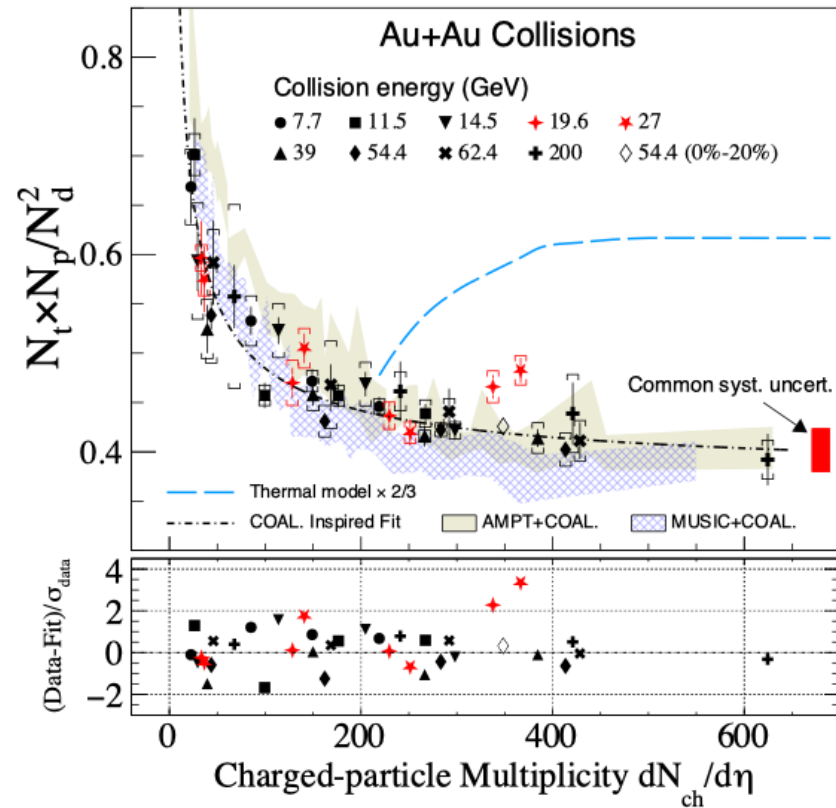 Au+Au Collisions
Collision energy (GeV)
7.7 11.5 14.5 19.6 27
39 54.4 62.4 200 54.4 (0%-20%)
0.8
0.6
0.4
N_t×N_p/N_d^2
Common syst. uncert.
Thermal model × 2/3
COAL. Inspired Fit AMPT+COAL. MUSIC+COAL.
4
2
0
−2
(Data-Fit)/σ_data
0 200 400 600
Charged-particle Multiplicity dN_ch/dη